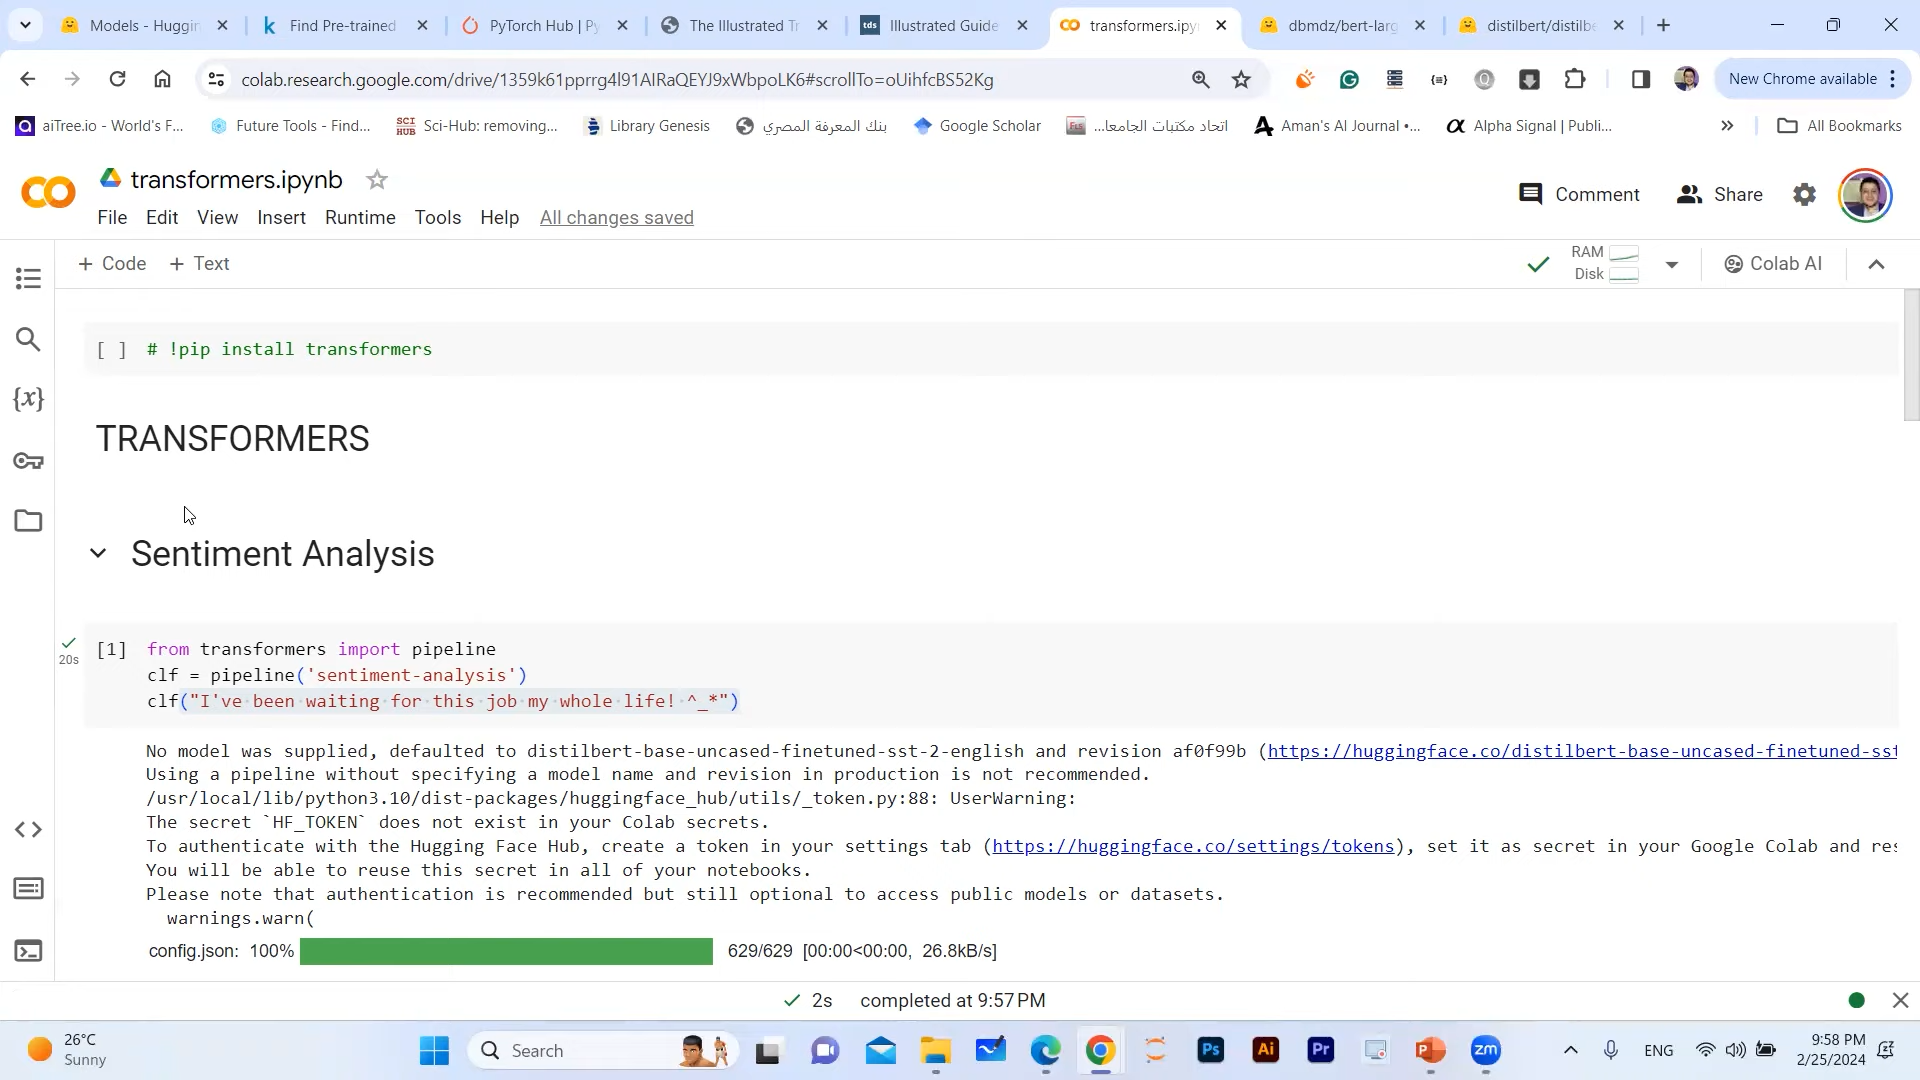 Models - Huggin
Find Pre-trained
PyTorch Hub | Py
The Illustrated Tr
tds
Illustrated Guide
transformers.ipy
dbmdz/bert-larg
distilbert/distilbe
colab.research.google.com/drive/1359k61pprrg4l91AlRaQEYJ9xWbpoLK6#scrollTo=oUihfcBS52Kg
New Chrome available
aiTree.io - World's F...
Future Tools - Find...
SCI HUB
Sci-Hub: removing...
Library Genesis
بنك المعرفة المصري
Google Scholar
اتحاد مكتبات الجامعا...
Aman's AI Journal •...
Alpha Signal | Publi...
All Bookmarks
transformers.ipynb
Comment
Share
File Edit View Insert Runtime Tools Help All changes saved
+ Code + Text
RAM
Disk
Colab AI
[ ] # !pip install transformers
TRANSFORMERS
Sentiment Analysis
20s
[1] from transformers import pipeline
clf = pipeline('sentiment-analysis')
clf("I've been waiting for this job my whole life! ^_*")
No model was supplied, defaulted to distilbert-base-uncased-finetuned-sst-2-english and revision af0f99b (https://huggingface.co/distilbert-base-uncased-finetuned-sst
Using a pipeline without specifying a model name and revision in production is not recommended.
/usr/local/lib/python3.10/dist-packages/huggingface_hub/utils/_token.py:88: UserWarning:
The secret `HF_TOKEN` does not exist in your Colab secrets.
To authenticate with the Hugging Face Hub, create a token in your settings tab (https://huggingface.co/settings/tokens), set it as secret in your Google Colab and res
You will be able to reuse this secret in all of your notebooks.
Please note that authentication is recommended but still optional to access public models or datasets.
warnings.warn(
config.json: 100% 629/629 [00:00<00:00, 26.8kB/s]
2s completed at 9:57 PM
26°C
Sunny
Search
Ps
Ai
Pr
zm
ENG
9:58 PM
2/25/2024